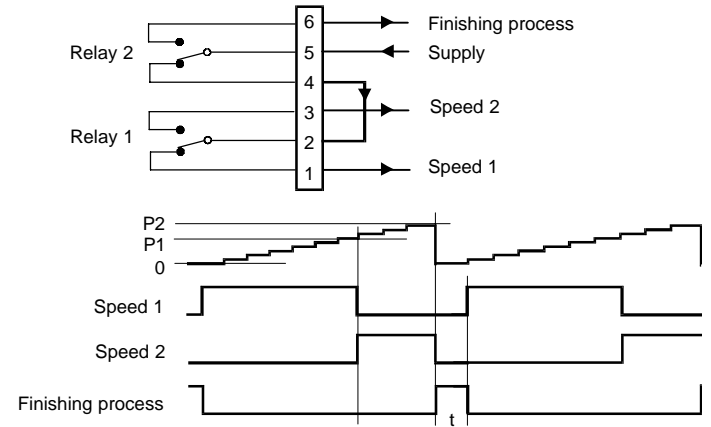 6 Finishing process
Relay 2 5 Supply
4
3 Speed 2
Relay 1 2
1 Speed 1
P2
P1
0
Speed 1
Speed 2
Finishing process
t